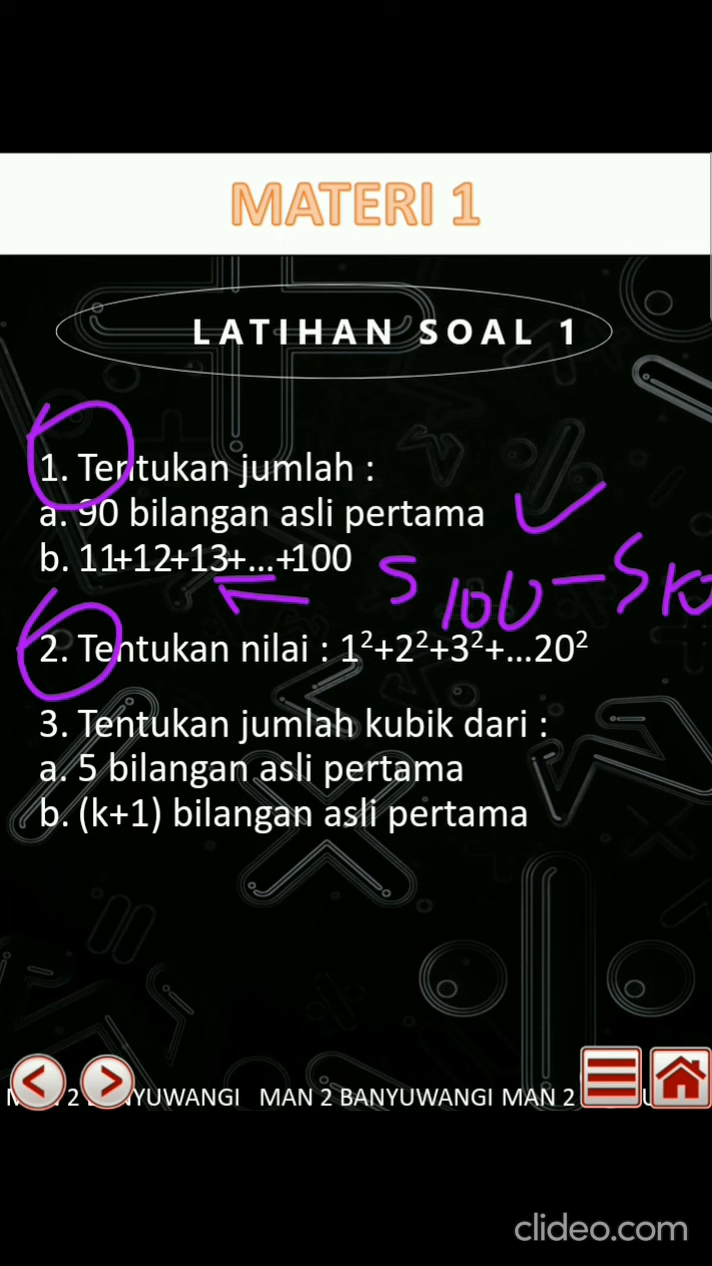 MATERI 1
LATIHAN SOAL 1
1. Tentukan jumlah :
a. 90 bilangan asli pertama
b. 11+12+13+...+100
S 100 - S
2. Tentukan nilai : 1²+2²+3²+...20²
3. Tentukan jumlah kubik dari :
a. 5 bilangan asli pertama
b. (k+1) bilangan asli pertama
2 YUWANGI MAN 2 BANYUWANGI MAN 2
clideo.com